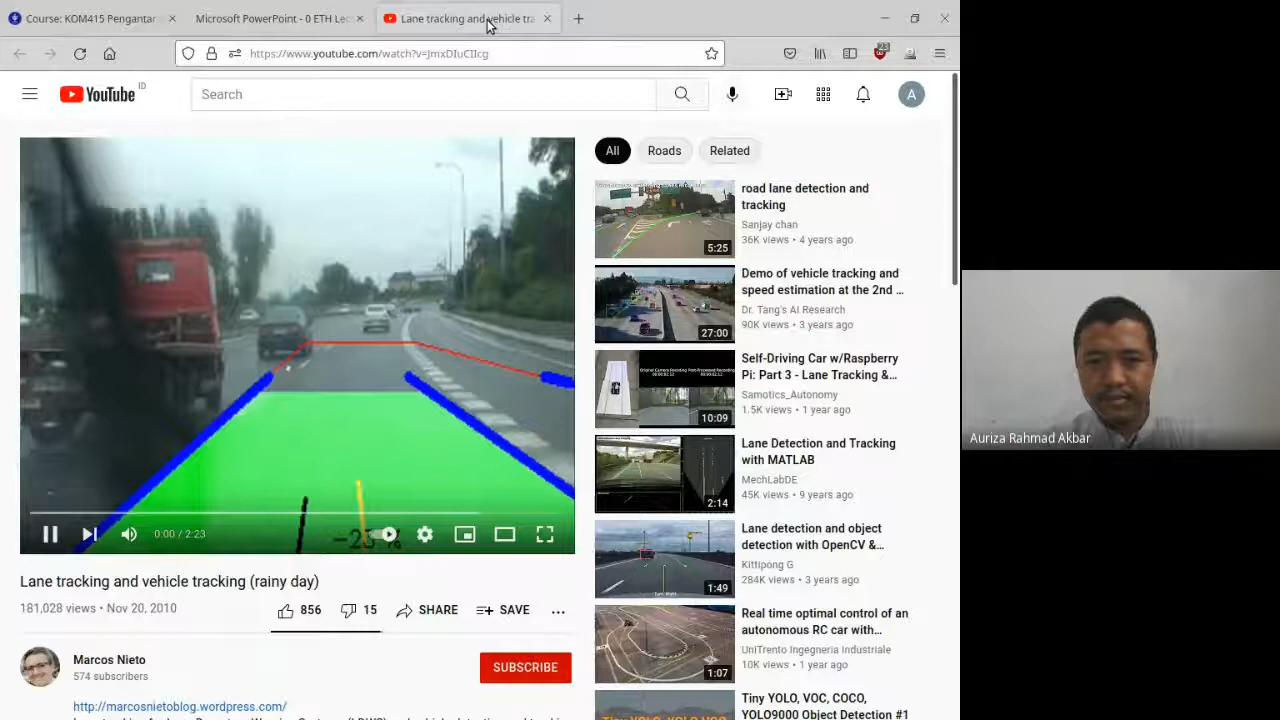 Course: KOM415 Pengantar
Microsoft PowerPoint - 0 ETH Lec
Lane tracking and vehicle tra
https://www.youtube.com/watch?v=JmxDIuCIIcg
23
YouTube ID
Search
A
All
Roads
Related
road lane detection and
tracking
Sanjay chan
36K views • 4 years ago
5:25
Demo of vehicle tracking and
speed estimation at the 2nd ...
Dr. Tang's AI Research
90K views • 3 years ago
27:00
Self-Driving Car w/Raspberry
Pi: Part 3 - Lane Tracking &...
Samotics_Autonomy
1.5K views • 1 year ago
10:09
Lane Detection and Tracking
with MATLAB
MechLabDE
45K views • 9 years ago
2:14
Lane detection and object
detection with OpenCV &...
Kittipong G
284K views • 3 years ago
1:49
Real time optimal control of an
autonomous RC car with...
UniTrento Ingegneria Industriale
10K views • 1 year ago
1:07
Tiny YOLO, VOC, COCO,
YOLO9000 Object Detection #1
0:00 / 2:23
Lane tracking and vehicle tracking (rainy day)
181,028 views • Nov 20, 2010
856
15
SHARE
SAVE
Marcos Nieto
574 subscribers
SUBSCRIBE
http://marcosnietoblog.wordpress.com/
Auriza Rahmad Akbar